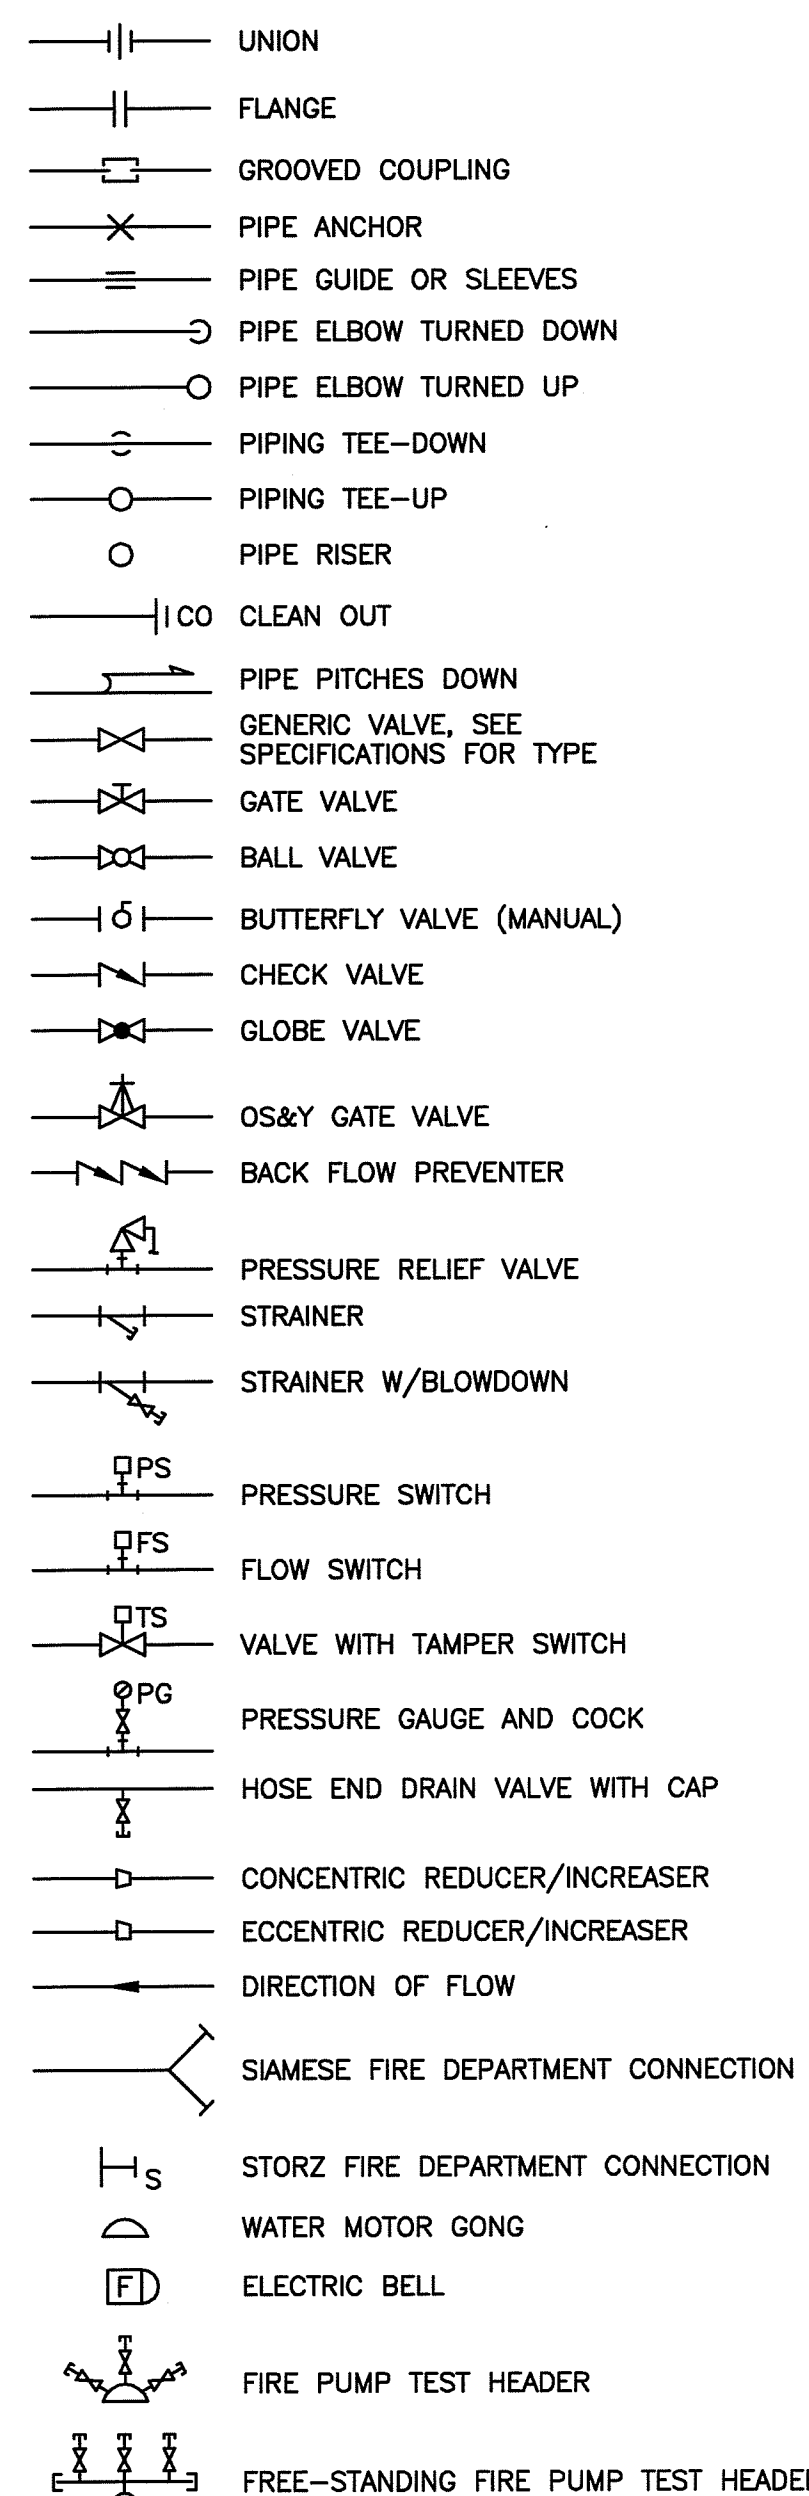 UNION
FLANGE
GROOVED COUPLING
PIPE ANCHOR
PIPE GUIDE OR SLEEVES
PIPE ELBOW TURNED DOWN
PIPE ELBOW TURNED UP
PIPING TEE-DOWN
PIPING TEE-UP
PIPE RISER
CO CLEAN OUT
PIPE PITCHES DOWN
GENERIC VALVE, SEE
SPECIFICATIONS FOR TYPE
GATE VALVE
BALL VALVE
BUTTERFLY VALVE (MANUAL)
CHECK VALVE
GLOBE VALVE
OS&Y GATE VALVE
BACK FLOW PREVENTER
PRESSURE RELIEF VALVE
STRAINER
STRAINER W/BLOWDOWN
PS
PRESSURE SWITCH
FS
FLOW SWITCH
TS
VALVE WITH TAMPER SWITCH
PG
PRESSURE GAUGE AND COCK
HOSE END DRAIN VALVE WITH CAP
CONCENTRIC REDUCER/INCREASER
ECCENTRIC REDUCER/INCREASER
DIRECTION OF FLOW
SIAMESE FIRE DEPARTMENT CONNECTION
S STORZ FIRE DEPARTMENT CONNECTION
WATER MOTOR GONG
F ELECTRIC BELL
FIRE PUMP TEST HEADER
FREE-STANDING FIRE PUMP TEST HEADER